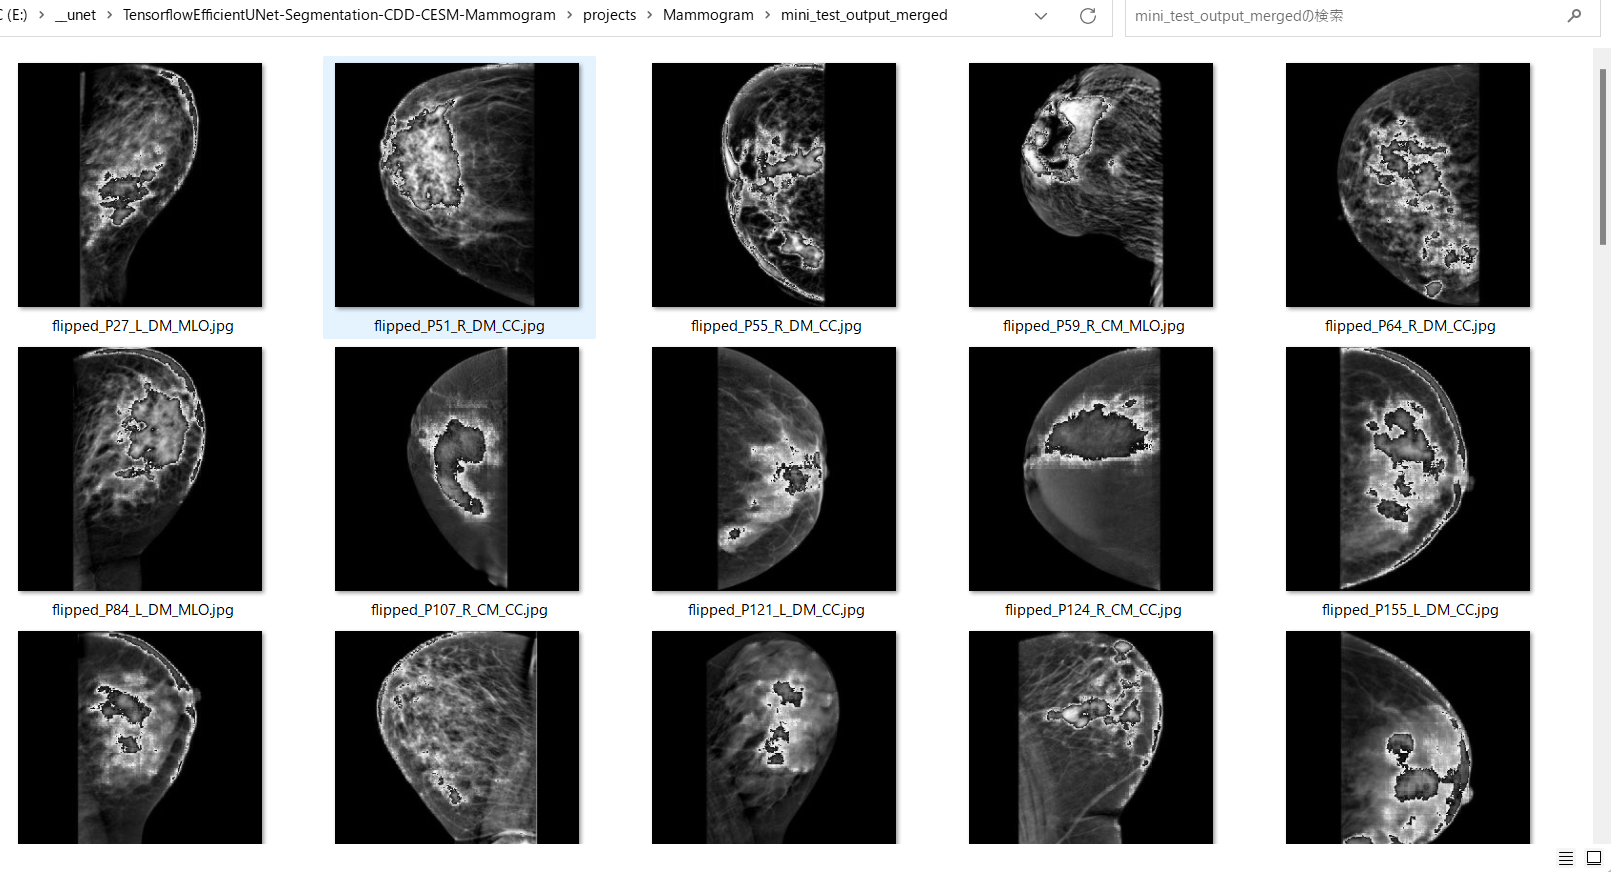 C (E:) > __unet > TensorflowEfficientUNet-Segmentation-CDD-CESM-Mammogram > projects > Mammogram > mini_test_output_merged
mini_test_output_mergedの検索
flipped_P27_L_DM_MLO.jpg
flipped_P51_R_DM_CC.jpg
flipped_P55_R_DM_CC.jpg
flipped_P59_R_CM_MLO.jpg
flipped_P64_R_DM_CC.jpg
flipped_P84_L_DM_MLO.jpg
flipped_P107_R_CM_CC.jpg
flipped_P121_L_DM_CC.jpg
flipped_P124_R_CM_CC.jpg
flipped_P155_L_DM_CC.jpg